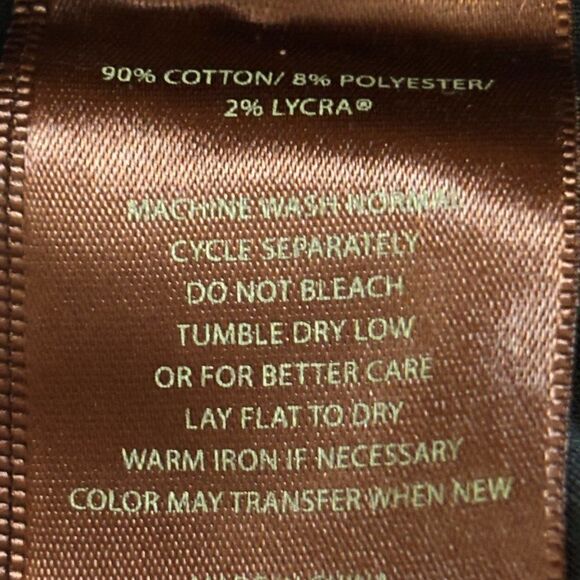 90% COTTON/ 8% POLYESTER/
2% LYCRA®
MACHINE WASH NORMAL
CYCLE SEPARATELY
DO NOT BLEACH
TUMBLE DRY LOW
OR FOR BETTER CARE
LAY FLAT TO DRY
WARM IRON IF NECESSARY
COLOR MAY TRANSFER WHEN NEW